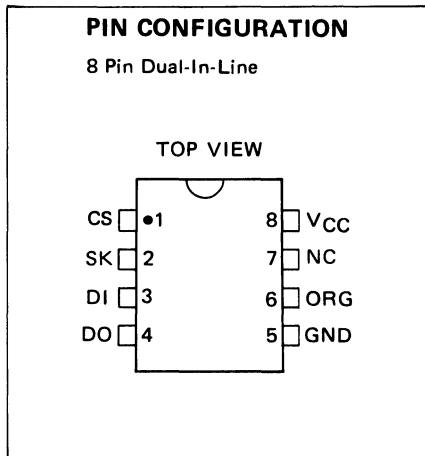 PIN CONFIGURATION
8 Pin Dual-In-Line
TOP VIEW
CS 1 8 VCC
SK 2 7 NC
DI 3 6 ORG
DO 4 5 GND